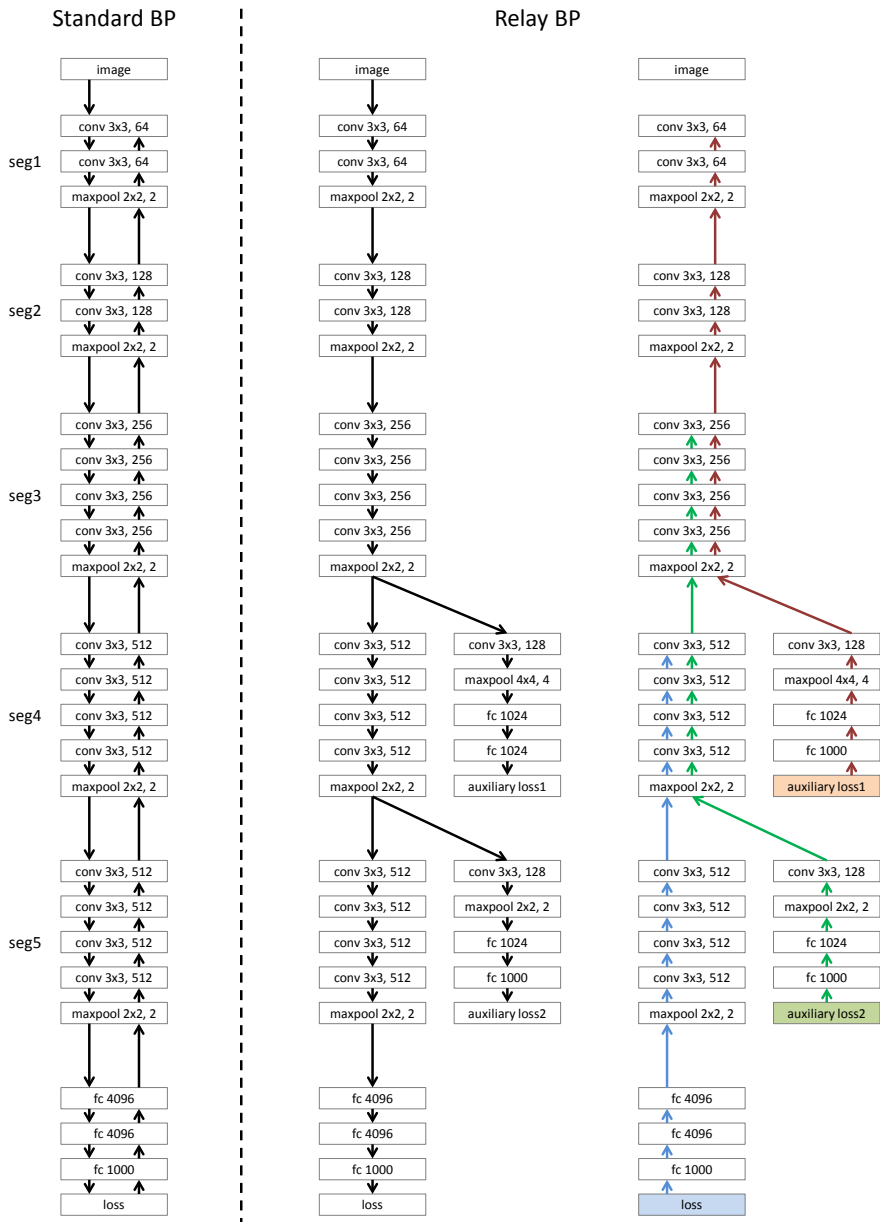 Standard BP
image
seg1
conv 3x3, 64
conv 3x3, 64
maxpool 2x2, 2
seg2
conv 3x3, 128
conv 3x3, 128
maxpool 2x2, 2
seg3
conv 3x3, 256
conv 3x3, 256
conv 3x3, 256
conv 3x3, 256
maxpool 2x2, 2
seg4
conv 3x3, 512
conv 3x3, 512
conv 3x3, 512
conv 3x3, 512
maxpool 2x2, 2
seg5
conv 3x3, 512
conv 3x3, 512
conv 3x3, 512
conv 3x3, 512
maxpool 2x2, 2
fc 4096
fc 4096
fc 1000
loss
Relay BP
image
conv 3x3, 64
conv 3x3, 64
maxpool 2x2, 2
conv 3x3, 128
conv 3x3, 128
maxpool 2x2, 2
conv 3x3, 256
conv 3x3, 256
conv 3x3, 256
conv 3x3, 256
maxpool 2x2, 2
conv 3x3, 512
conv 3x3, 512
conv 3x3, 512
conv 3x3, 512
maxpool 2x2, 2
conv 3x3, 128
maxpool 4x4, 4
fc 1024
fc 1024
auxiliary loss1
conv 3x3, 512
conv 3x3, 512
conv 3x3, 512
conv 3x3, 512
maxpool 2x2, 2
conv 3x3, 128
maxpool 2x2, 2
fc 1024
fc 1000
auxiliary loss2
fc 4096
fc 4096
fc 1000
loss
image
conv 3x3, 64
conv 3x3, 64
maxpool 2x2, 2
conv 3x3, 128
conv 3x3, 128
maxpool 2x2, 2
conv 3x3, 256
conv 3x3, 256
conv 3x3, 256
conv 3x3, 256
maxpool 2x2, 2
conv 3x3, 512
conv 3x3, 512
conv 3x3, 512
conv 3x3, 512
maxpool 2x2, 2
conv 3x3, 128
maxpool 4x4, 4
fc 1024
fc 1000
auxiliary loss1
conv 3x3, 512
conv 3x3, 512
conv 3x3, 512
conv 3x3, 512
maxpool 2x2, 2
conv 3x3, 128
maxpool 2x2, 2
fc 1024
fc 1000
auxiliary loss2
fc 4096
fc 4096
fc 1000
loss